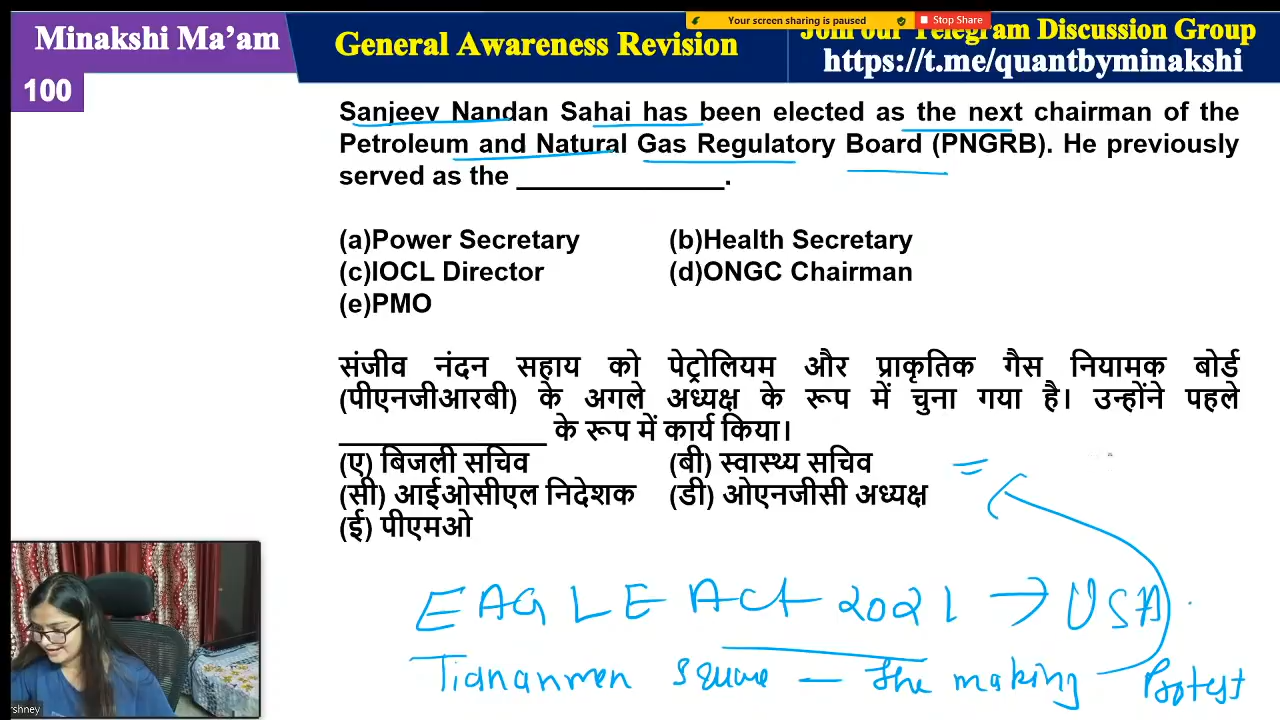 Minakshi Ma’am
100
General Awareness Revision
Your screen sharing is paused
Stop Share
Join our Telegram Discussion Group
https://t.me/quantbyminakshi
Sanjeev Nandan Sahai has been elected as the next chairman of the
Petroleum and Natural Gas Regulatory Board (PNGRB). He previously
served as the ______________.
(a)Power Secretary (b)Health Secretary
(c)IOCL Director (d)ONGC Chairman
(e)PMO
संजीव नंदन सहाय को पेट्रोलियम और प्राकृतिक गैस नियामक बोर्ड
(पीएनजीआरबी) के अगले अध्यक्ष के रूप में चुना गया है। उन्होंने पहले
______________ के रूप में कार्य किया।
(ए) बिजली सचिव (बी) स्वास्थ्य सचिव
(सी) आईओसीएल निदेशक (डी) ओएनजीसी अध्यक्ष
(ई) पीएमओ
EAGLE ACT 2021 → USA
Tiananmen Square — The making Protest
rshney